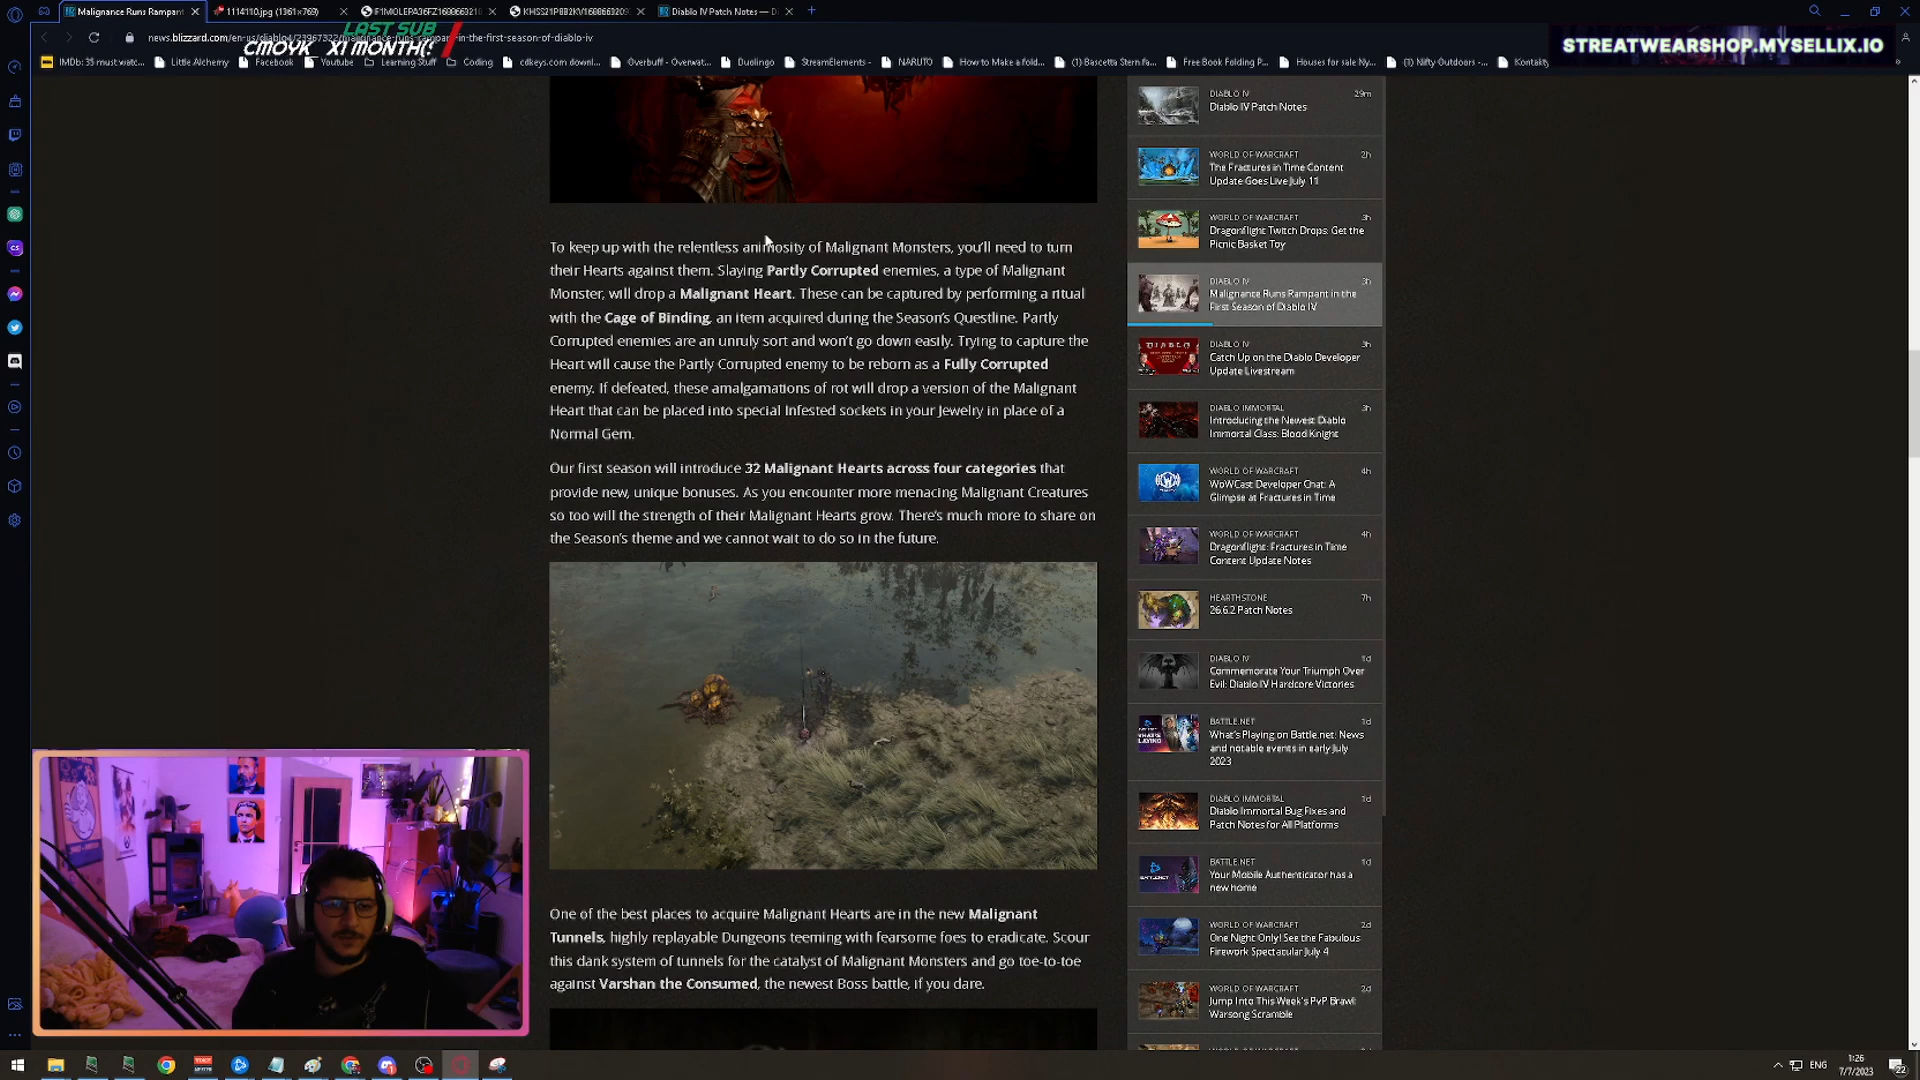 Malignance Runs Rampant
1114110.jpg (1361×769)
Diablo IV Patch Notes — D
LAST SUB
CMOYK_ X1 MONTH(!
news.blizzard.com/en-us/diablo4/23967322/malignance-runs-rampant-in-the-first-season-of-diablo-iv
STREATWEARSHOP.MYSELLIX.IO
IMDb: 35 must watc...
Little Alchemy
Facebook
Youtube
Learning Stuff
Coding
cdkeys.com downl...
Overbuff - Overwat...
Duolingo
StreamElements -
NARUTO
How to Make a fold...
(1) Bascetta Stern fa...
Free Book Folding P...
Houses for sale Ny...
(1) Nifty Outdoors -...
Kontakty
To keep up with the relentless animosity of Malignant Monsters, you'll need to turn
their Hearts against them. Slaying Partly Corrupted enemies, a type of Malignant
Monster, will drop a Malignant Heart. These can be captured by performing a ritual
with the Cage of Binding, an item acquired during the Season's Questline. Partly
Corrupted enemies are an unruly sort and won't go down easily. Trying to capture the
Heart will cause the Partly Corrupted enemy to be reborn as a Fully Corrupted
enemy. If defeated, these amalgamations of rot will drop a version of the Malignant
Heart that can be placed into special Infested sockets in your Jewelry in place of a
Normal Gem.
Our first season will introduce 32 Malignant Hearts across four categories that
provide new, unique bonuses. As you encounter more menacing Malignant Creatures
so too will the strength of their Malignant Hearts grow. There's much more to share on
the Season's theme and we cannot wait to do so in the future.
One of the best places to acquire Malignant Hearts are in the new Malignant
Tunnels, highly replayable Dungeons teeming with fearsome foes to eradicate. Scour
this dank system of tunnels for the catalyst of Malignant Monsters and go toe-to-toe
against Varshan the Consumed, the newest Boss battle, if you dare.
DIABLO IV 29m
Diablo IV Patch Notes
WORLD OF WARCRAFT 2h
The Fractures in Time Content
Update Goes Live July 11
WORLD OF WARCRAFT 3h
Dragonflight Twitch Drops: Get the
Picnic Basket Toy
DIABLO IV 3h
Malignance Runs Rampant in the
First Season of Diablo IV
DIABLO IV 3h
Catch Up on the Diablo Developer
Update Livestream
DIABLO IMMORTAL 3h
Introducing the Newest Diablo
Immortal Class: Blood Knight
WORLD OF WARCRAFT 4h
WoWCast Developer Chat: A
Glimpse at Fractures in Time
WORLD OF WARCRAFT 4h
Dragonflight: Fractures in Time
Content Update Notes
HEARTHSTONE 7h
26.6.2 Patch Notes
DIABLO IV 1d
Commemorate Your Triumph Over
Evil: Diablo IV Hardcore Victories
BATTLE.NET 1d
What's Playing on Battle.net: News
and notable events in early July
2023
DIABLO IMMORTAL 1d
Diablo Immortal Bug Fixes and
Patch Notes for All Platforms
BATTLE.NET 1d
Your Mobile Authenticator has a
new home
WORLD OF WARCRAFT 2d
One Night Only! See the Fabulous
Firework Spectacular July 4
WORLD OF WARCRAFT 2d
Jump Into This Week's PvP Brawl:
Warsong Scramble
ENG
1:26
7/7/2023
22